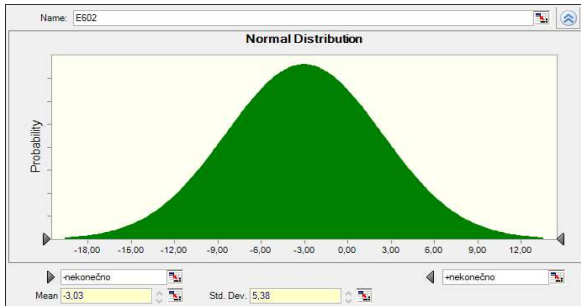 Name: E602
Normal Distribution
Probability
-18,00 -15,00 -12,00 -9,00 -6,00 -3,00 0,00 3,00 6,00 9,00 12,00
-nekonečno +nekonečno
Mean -3,03 Std. Dev. 5,38